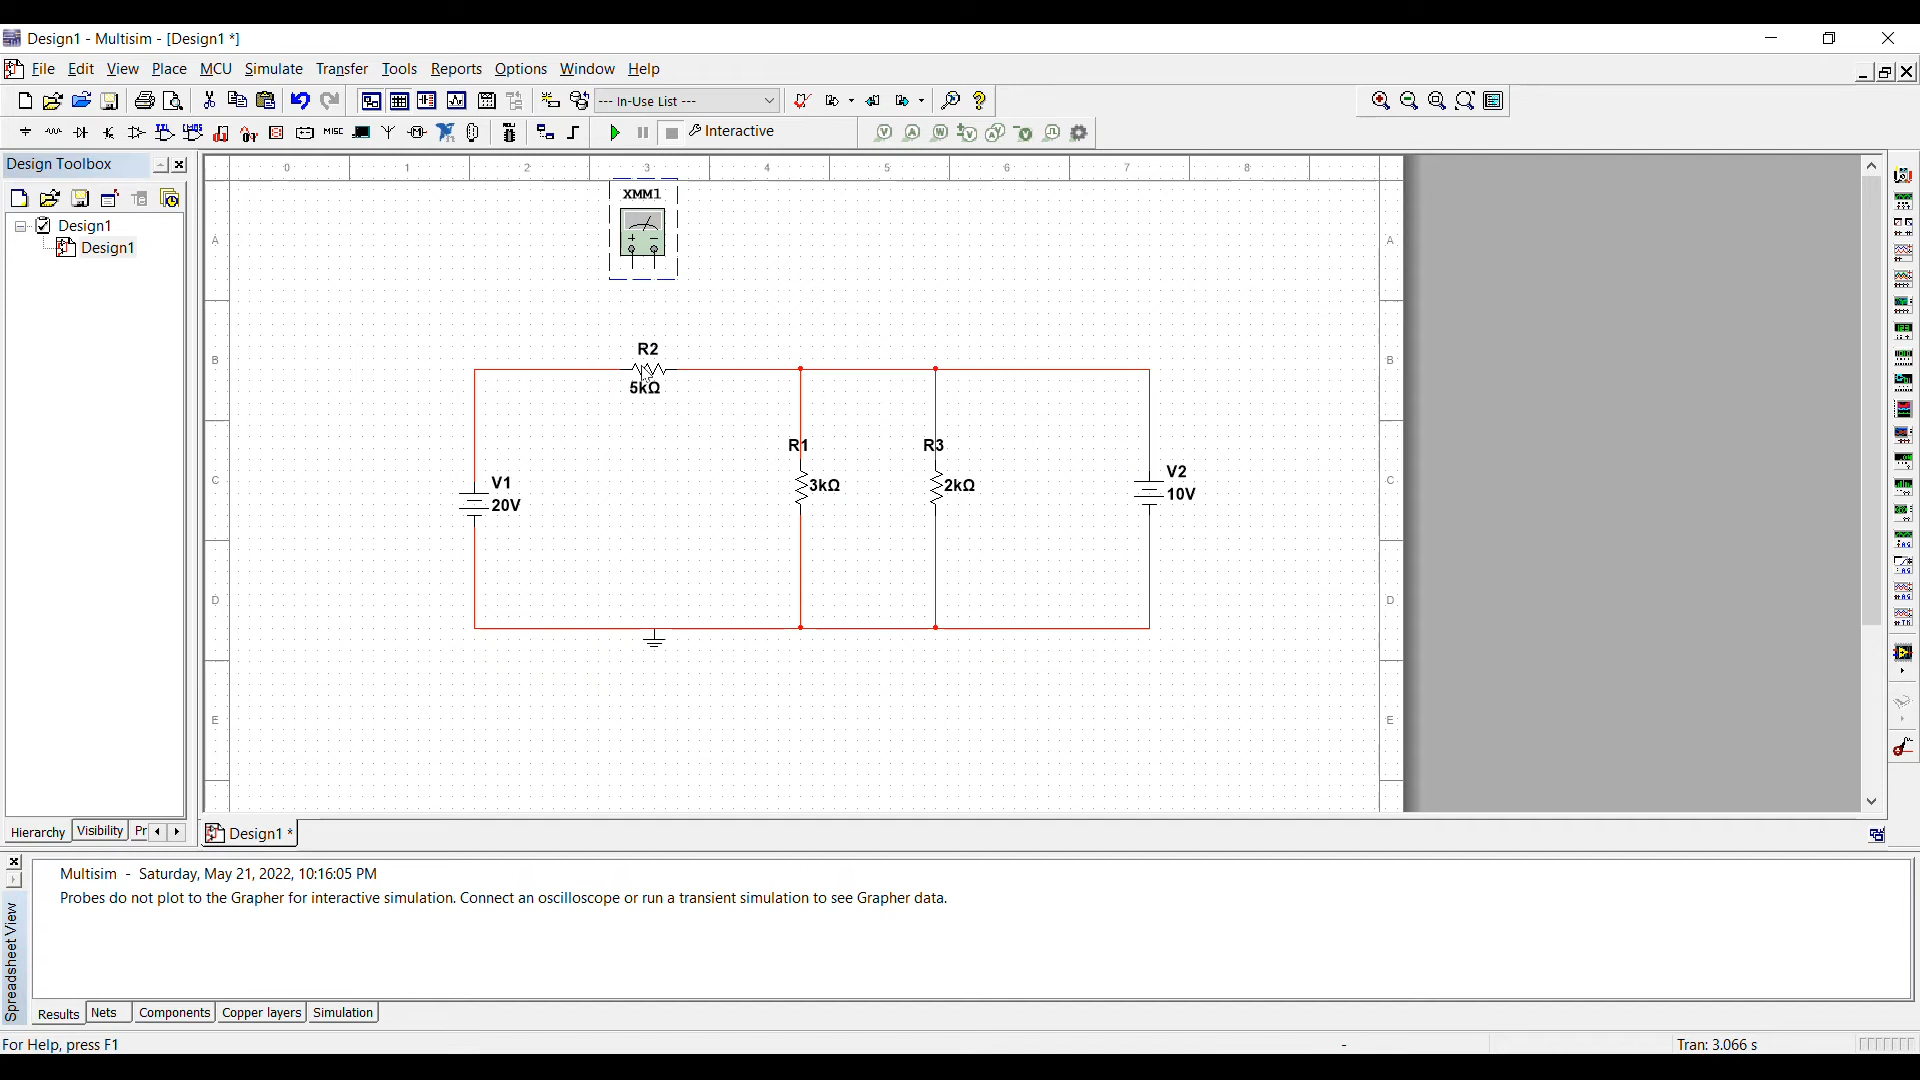 Design1 - Multisim - [Design1 *]
File Edit View Place MCU Simulate Transfer Tools Reports Options Window Help
--- In-Use List ---
MISC Interactive
Design Toolbox
Design1
Design1
0 1 2 3 4 5 6 7 8
A A
B B
C C
D D
E E
XMM1
R2
5kΩ
R1 R3
3kΩ 2kΩ
V1
20V
V2
10V
Hierarchy Visibility Pr
Design1 *
Multisim - Saturday, May 21, 2022, 10:16:05 PM
Probes do not plot to the Grapher for interactive simulation. Connect an oscilloscope or run a transient simulation to see Grapher data.
Spreadsheet View
Results Nets Components Copper layers Simulation
For Help, press F1 - Tran: 3.066 s